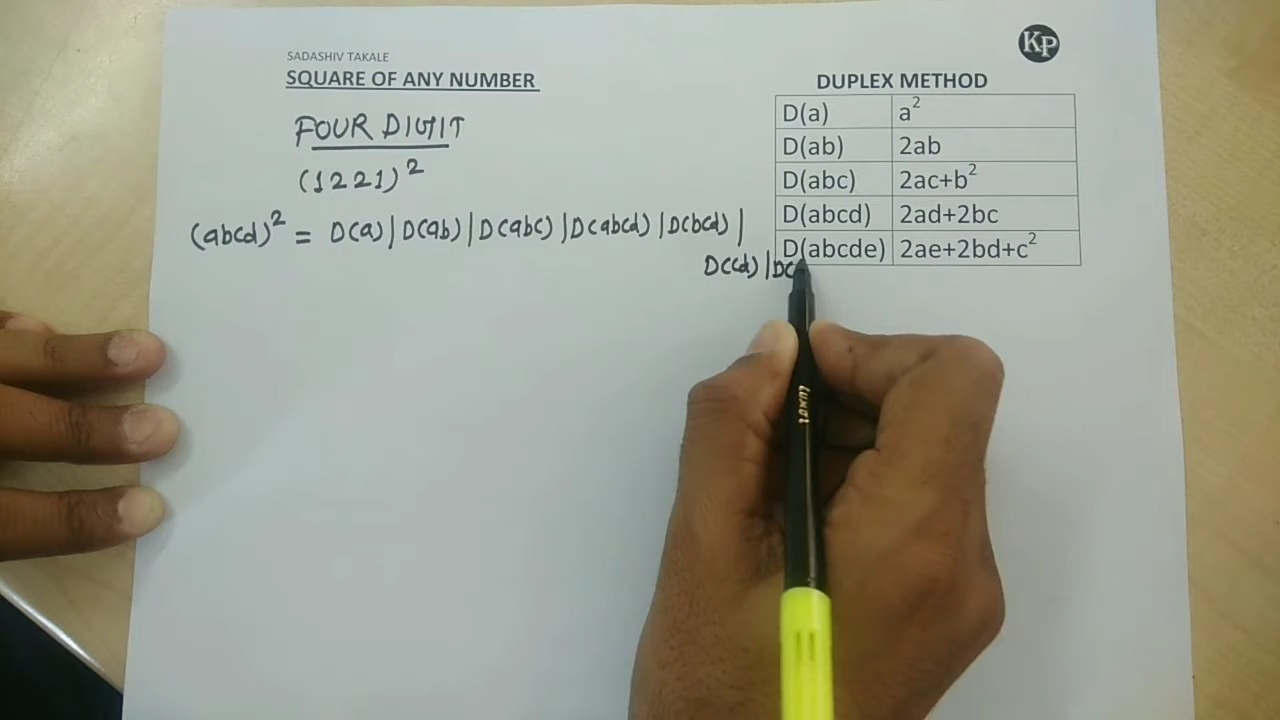 SADASHIV TAKALE
SQUARE OF ANY NUMBER
FOUR DIGIT
(1221)²
(abcd)² = D(a) | D(ab) | D(abc) | D(abcd) | D(bcd) |
D(cd) | D(
KP
DUPLEX METHOD
D(a) a²
D(ab) 2ab
D(abc) 2ac+b²
D(abcd) 2ad+2bc
D(abcde) 2ae+2bd+c²
LUXOR